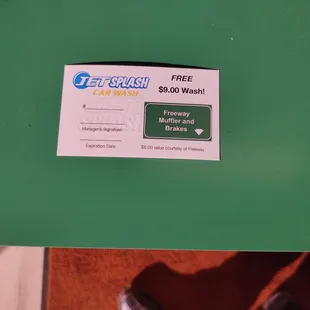 JET SPLASH
CAR WASH
FREE
$9.00 Wash!
#
Manager's Signature
Expiration Date
Freeway
Muffler and
Brakes
$9.00 value courtesy of Freeway